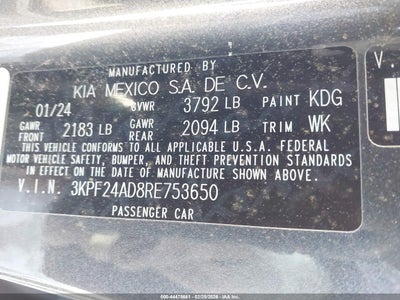 MANUFACTURED BY
KIA MEXICO S.A. DE C.V.
01/24 GVWR 3792 LB PAINT KDG
GAWR FRONT 2183 LB GAWR REAR 2094 LB TRIM WK
THIS VEHICLE CONFORMS TO ALL APPLICABLE U.S.A. FEDERAL
MOTOR VEHICLE SAFETY, BUMPER, AND THEFT PREVENTION STANDARDS
IN EFFECT ON THE DATE OF MANUFACTURE SHOWN ABOVE.
V.I.N. 3KPF24AD8RE753650
PASSENGER CAR
V.